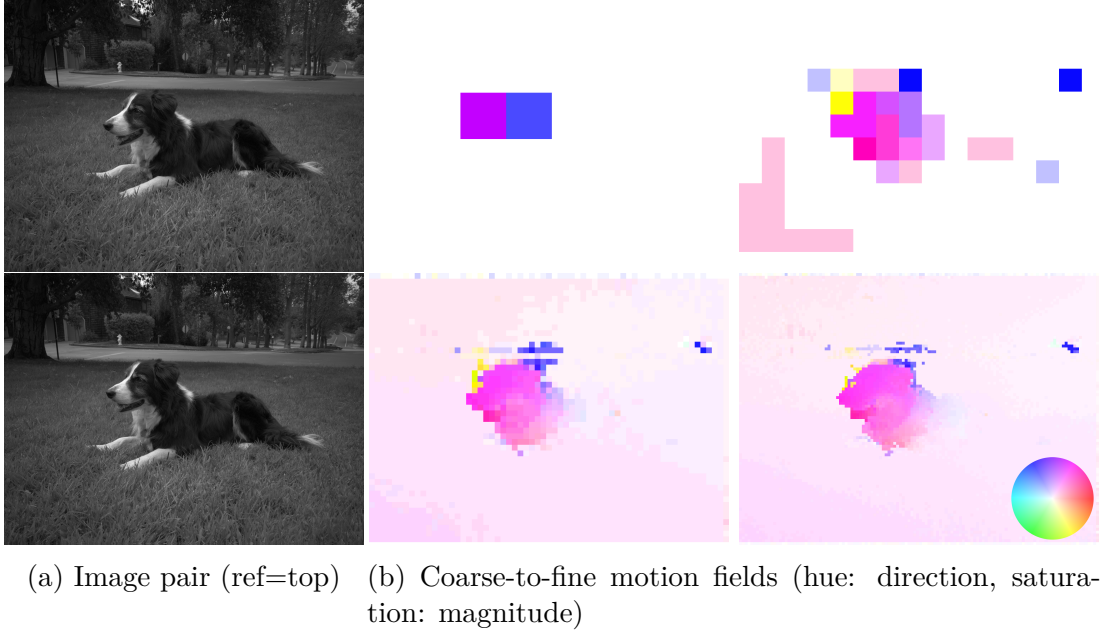 (a) Image pair (ref=top)
(b) Coarse-to-fine motion fields (hue: direction, satura-
tion: magnitude)